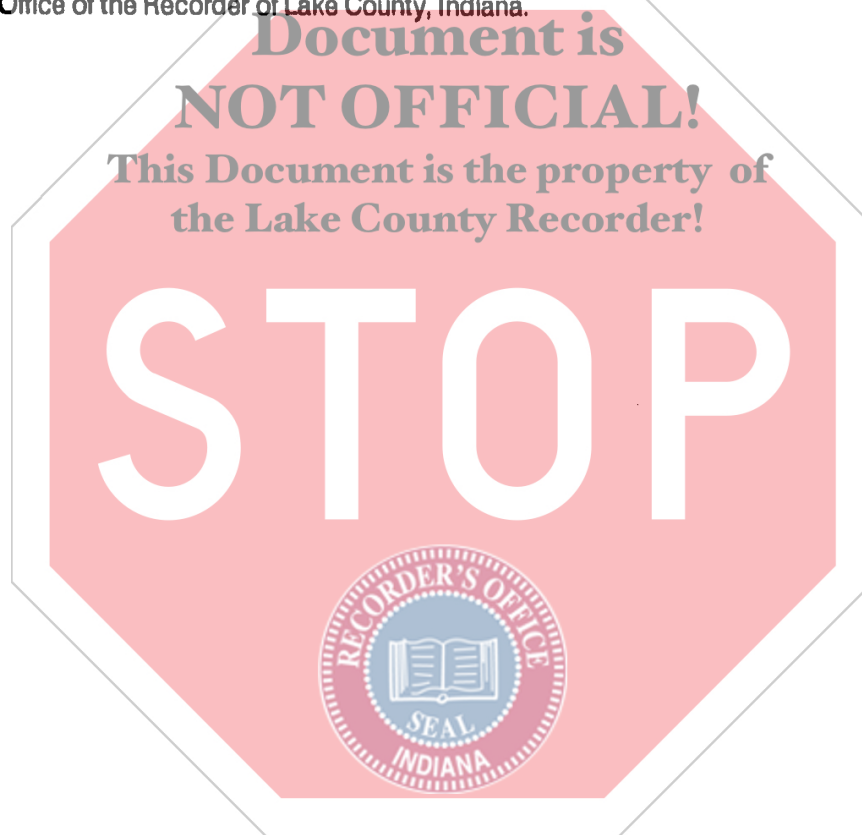 Office of the Recorder of Lake County, Indiana.
Document is
NOT OFFICIAL!
This Document is the property of
the Lake County Recorder!
STOP
RECORDER'S OFFICE
SEAL
INDIANA